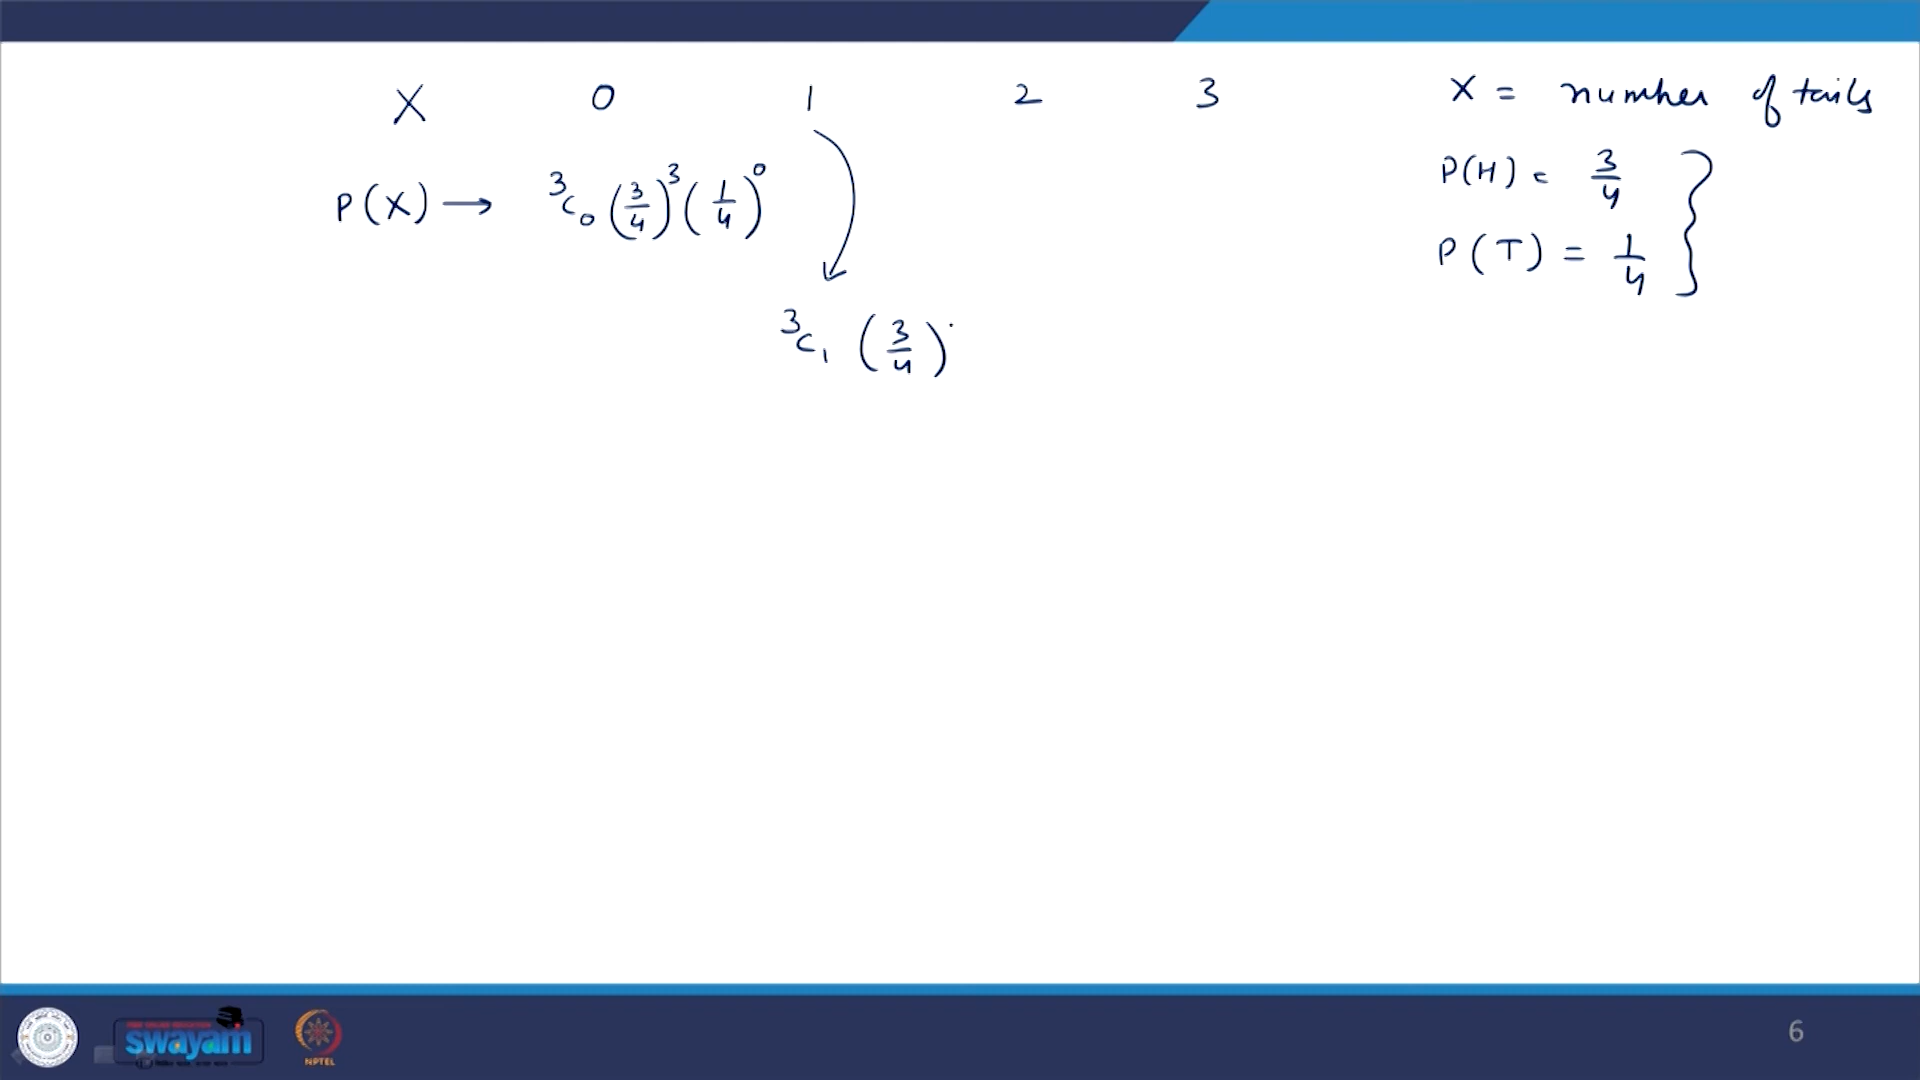 X 0 1 2 3 X = number of tails
P(H) = 3/4
P(X) → ³C₀ (3/4)³ (1/4)⁰
P(T) = 1/4
³C₁ (3/4)
swayam
NPTEL
6